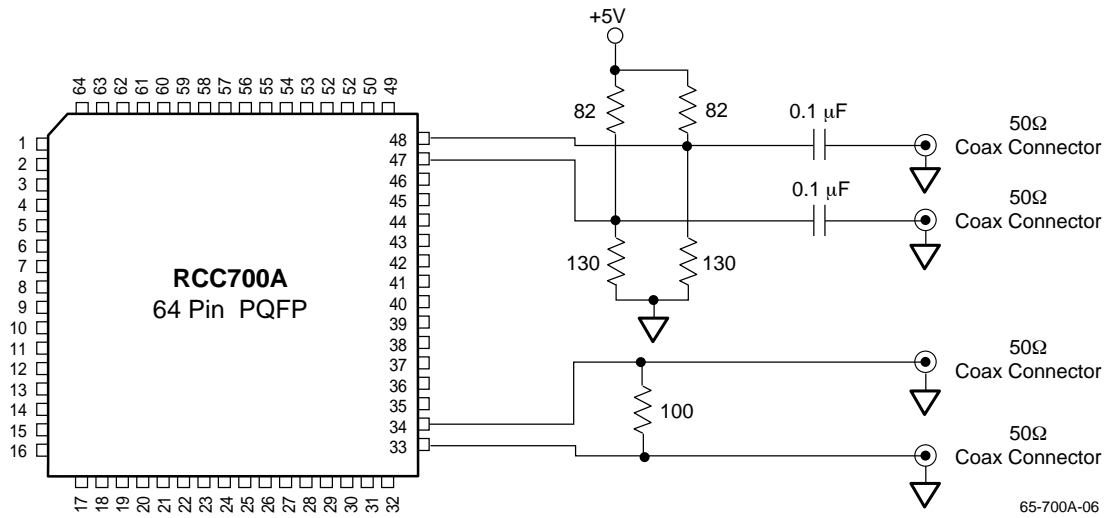 +5V
64 63 62 61 60 59 58 57 56 55 54 53 52 52 50 49
82
82
0.1 µF
50Ω
Coax Connector
0.1 µF
50Ω
Coax Connector
130
130
1
2
3
4
5
6
7
8
9
10
11
12
13
14
15
16
RCC700A
64 Pin PQFP
48
47
46
45
44
43
42
41
40
39
38
37
36
35
34
33
50Ω
Coax Connector
100
50Ω
Coax Connector
17 18 19 20 21 22 23 24 25 26 27 28 29 30 31 32
65-700A-06